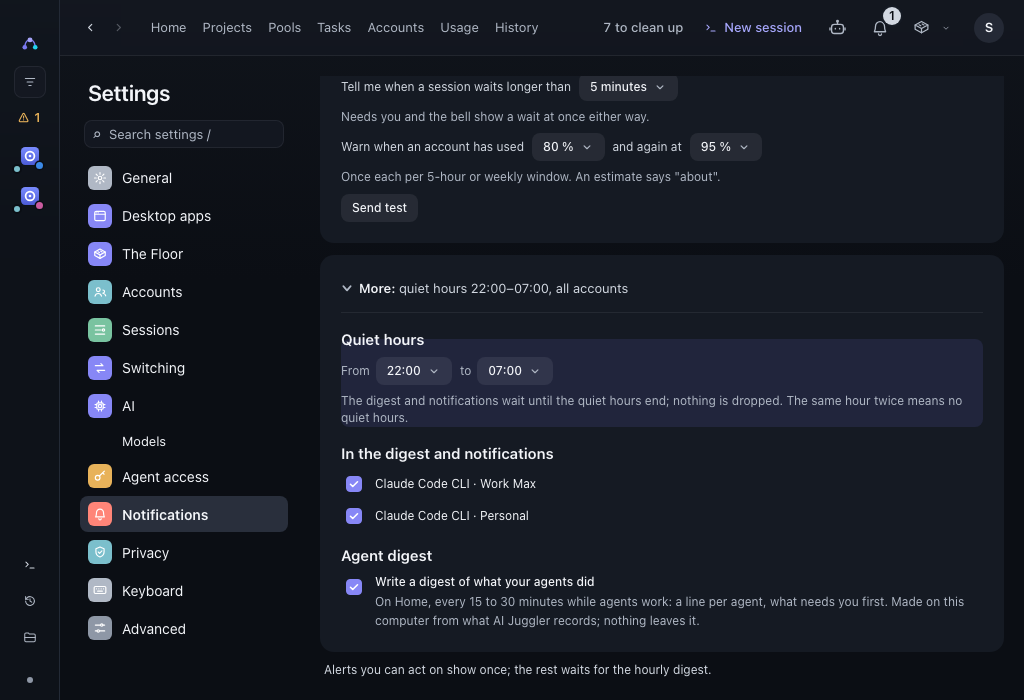 Home Projects Pools Tasks Accounts Usage History 7 to clean up New session 1 S
1
Settings
Search settings /
General
Desktop apps
The Floor
Accounts
Sessions
Switching
AI
Models
Agent access
Notifications
Privacy
Keyboard
Advanced
Tell me when a session waits longer than 5 minutes
Needs you and the bell show a wait at once either way.
Warn when an account has used 80 % and again at 95 %
Once each per 5-hour or weekly window. An estimate says "about".
Send test
More: quiet hours 22:00–07:00, all accounts
Quiet hours
From 22:00 to 07:00
The digest and notifications wait until the quiet hours end; nothing is dropped. The same hour twice means no
quiet hours.
In the digest and notifications
Claude Code CLI · Work Max
Claude Code CLI · Personal
Agent digest
Write a digest of what your agents did
On Home, every 15 to 30 minutes while agents work: a line per agent, what needs you first. Made on this
computer from what AI Juggler records; nothing leaves it.
Alerts you can act on show once; the rest waits for the hourly digest.